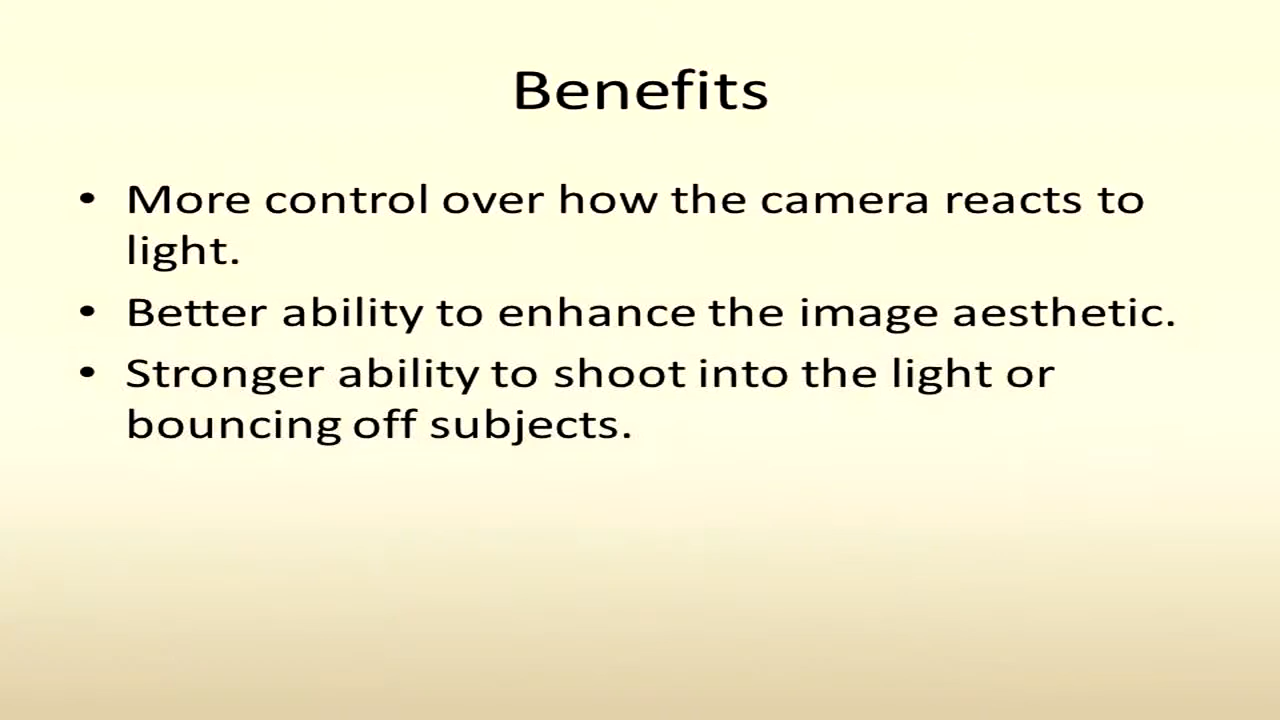 Benefits
• More control over how the camera reacts to
light.
• Better ability to enhance the image aesthetic.
• Stronger ability to shoot into the light or
bouncing off subjects.